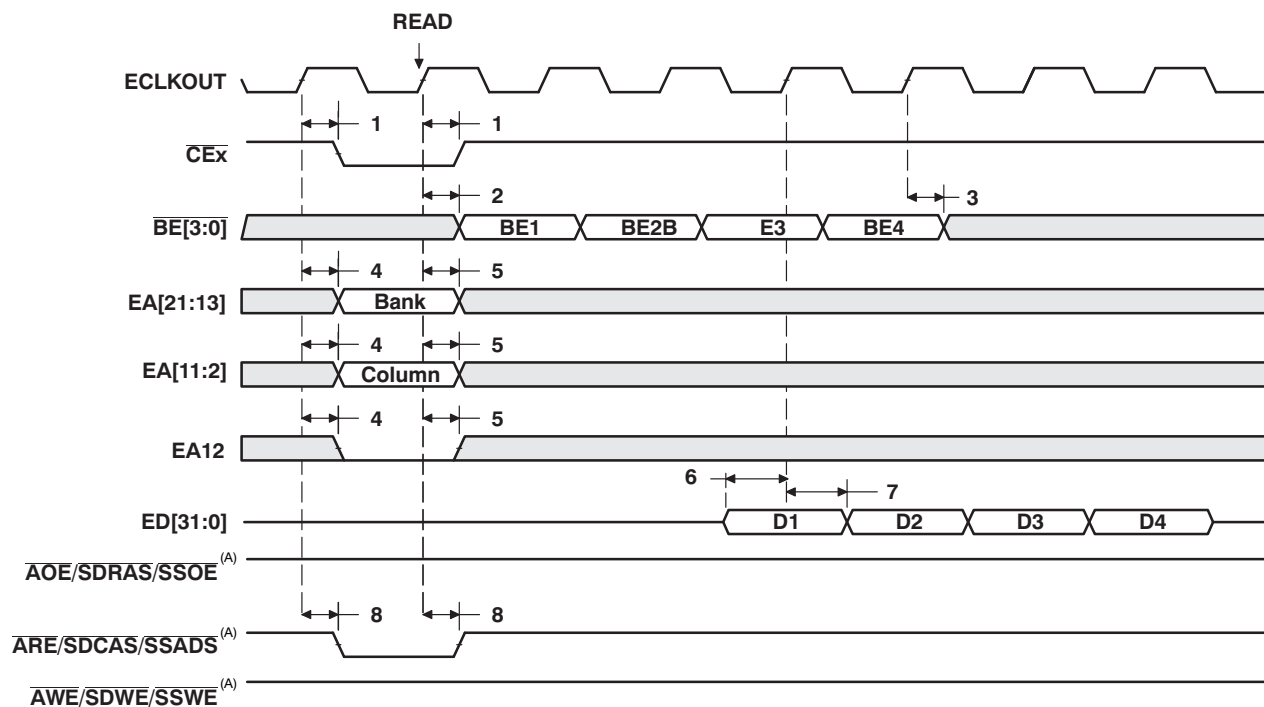 READ
ECLKOUT
1 1
CEx
2 3
BE[3:0] BE1 BE2B E3 BE4
4 5
EA[21:13] Bank
4 5
EA[11:2] Column
4 5
EA12
6 7
ED[31:0] D1 D2 D3 D4
AOE/SDRAS/SSOE (A)
8 8
ARE/SDCAS/SSADS (A)
AWE/SDWE/SSWE (A)